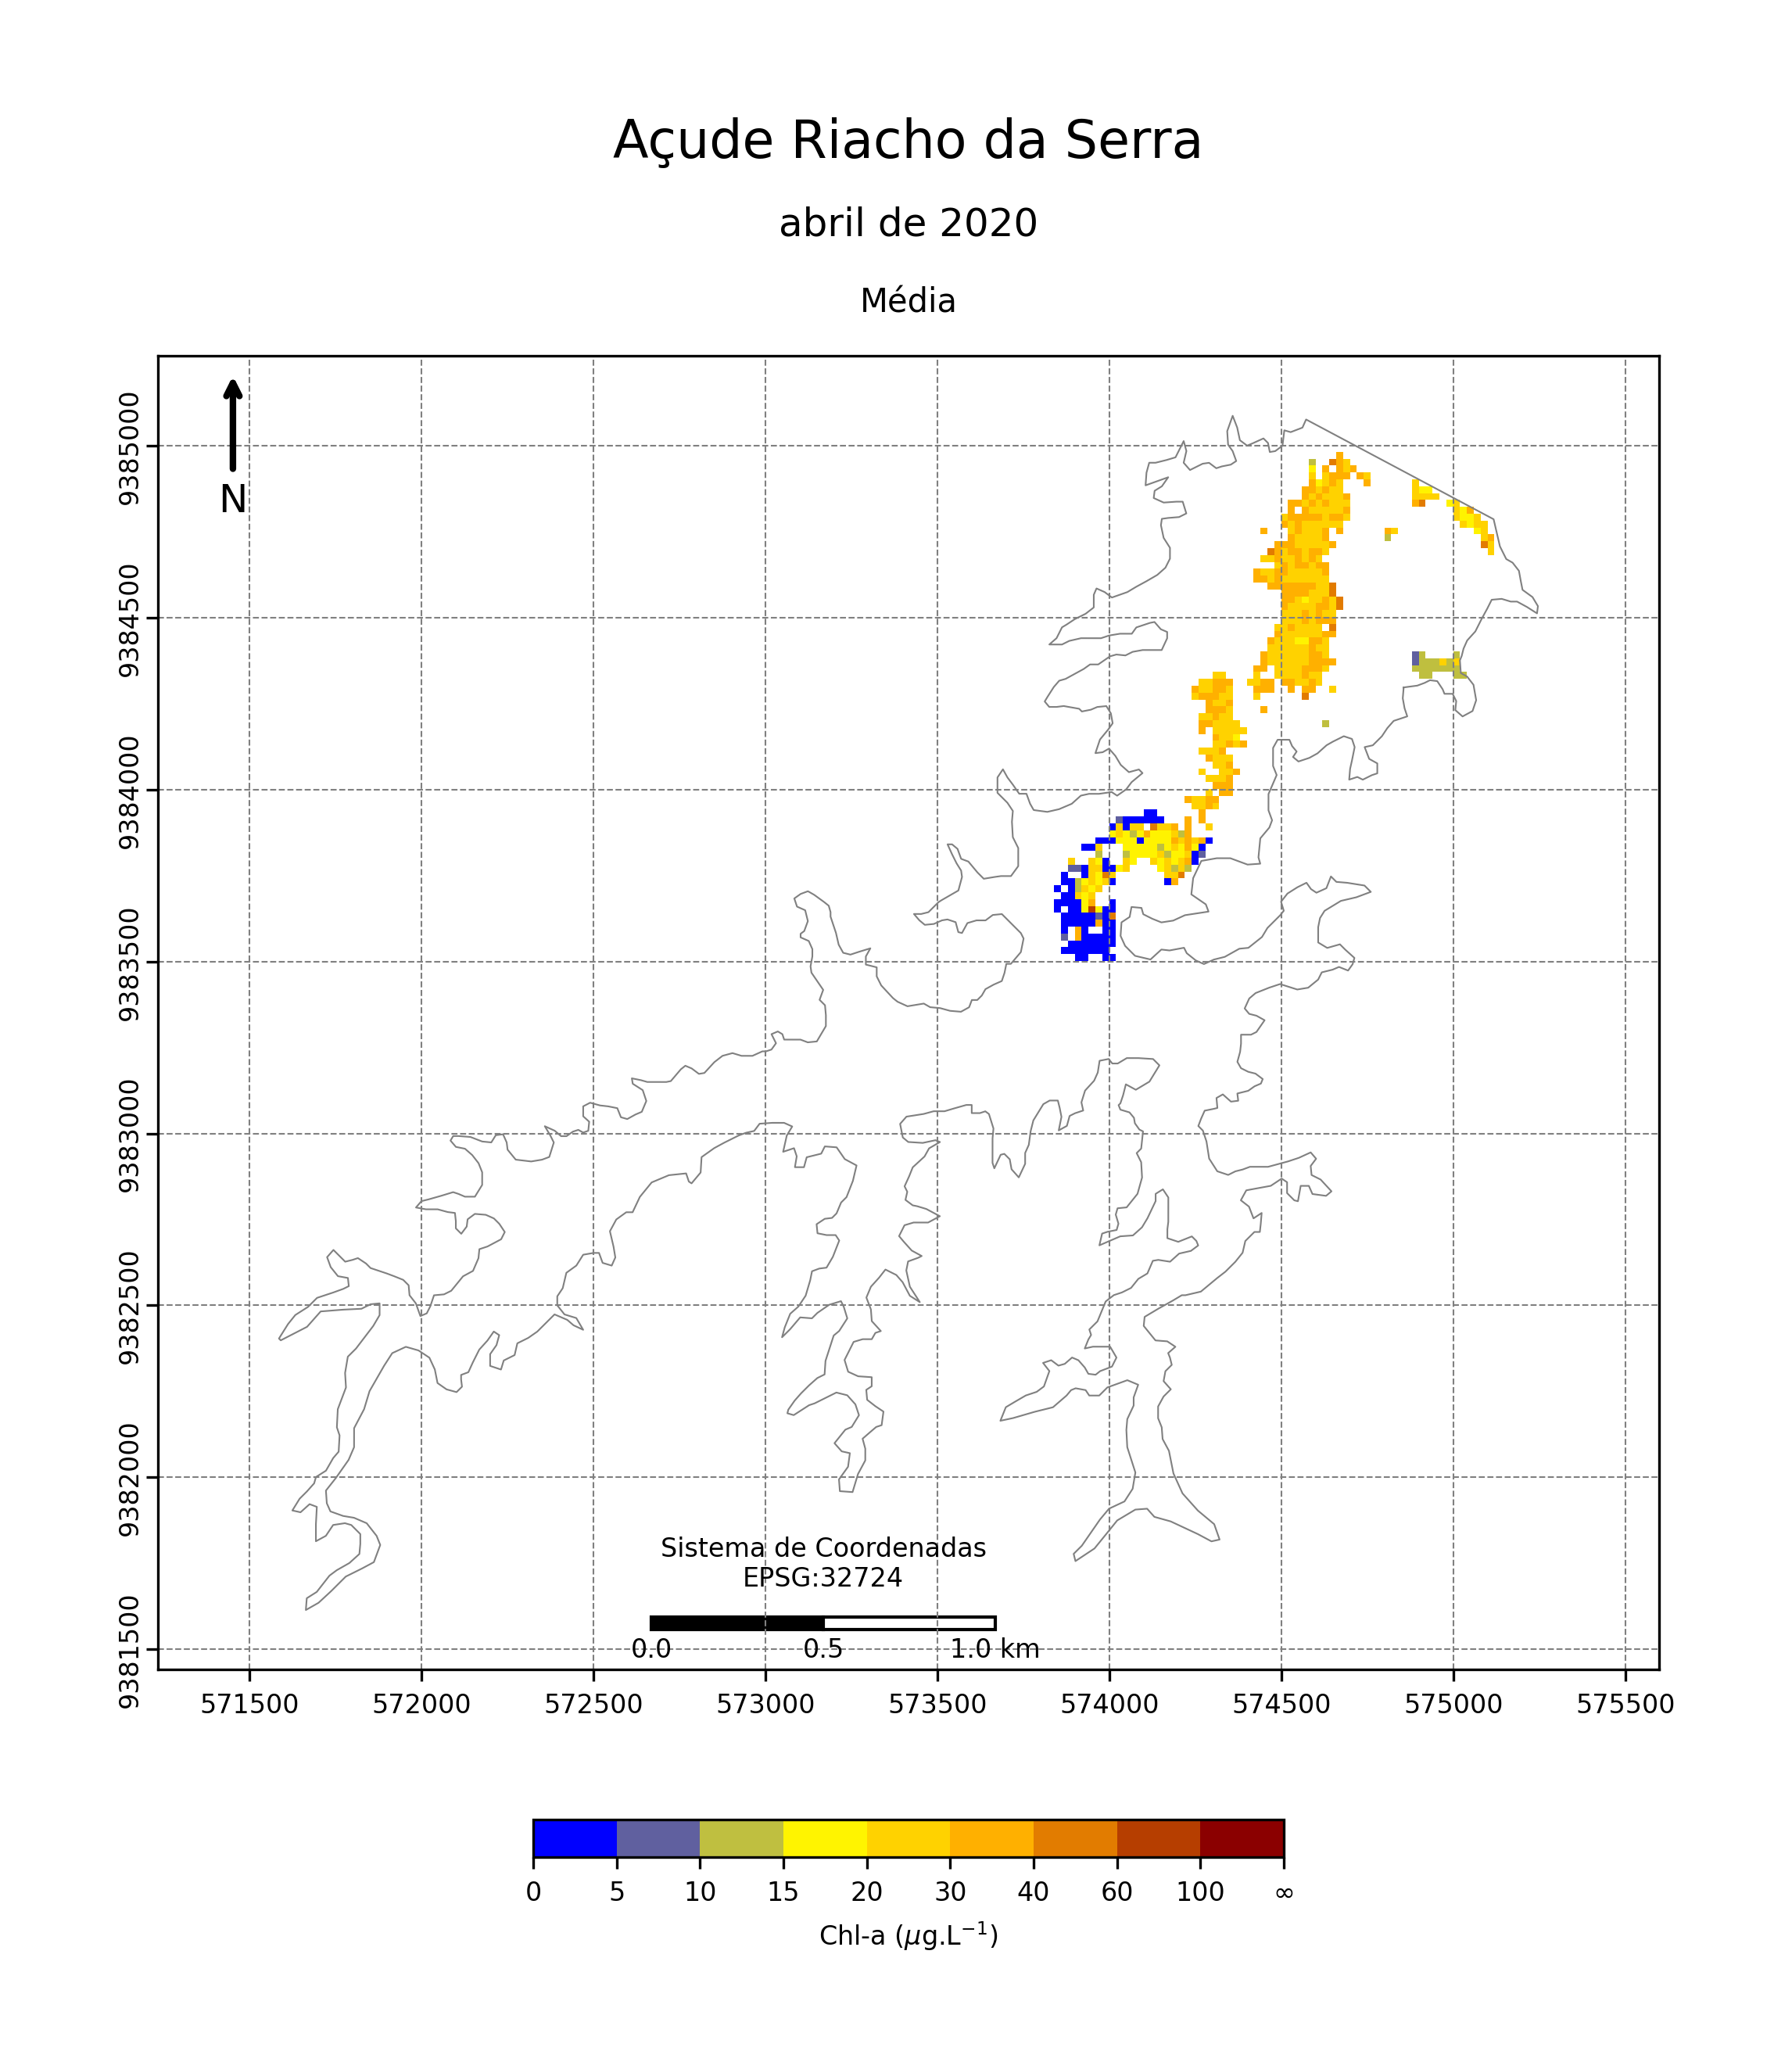 Açude Riacho da Serra
abril de 2020
Média
N
9385000
9384500
9384000
9383500
9383000
9382500
9382000
9381500
Sistema de Coordenadas
EPSG:32724
0.0 0.5 1.0 km
571500 572000 572500 573000 573500 574000 574500 575000 575500
0 5 10 15 20 30 40 60 100 ∞
Chl-a (μg.L⁻¹)